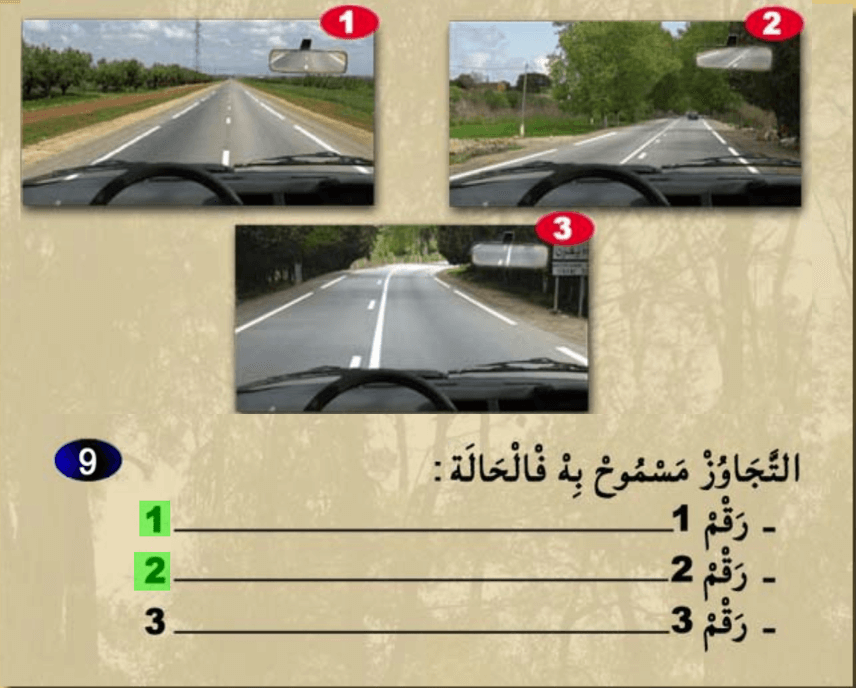 1
2
3
9
التَّجَاوُزْ مَسْمُوحْ بِهْ فْالْحَالَة :
- رَقْمْ 1 1
- رَقْمْ 2 2
- رَقْمْ 3 3